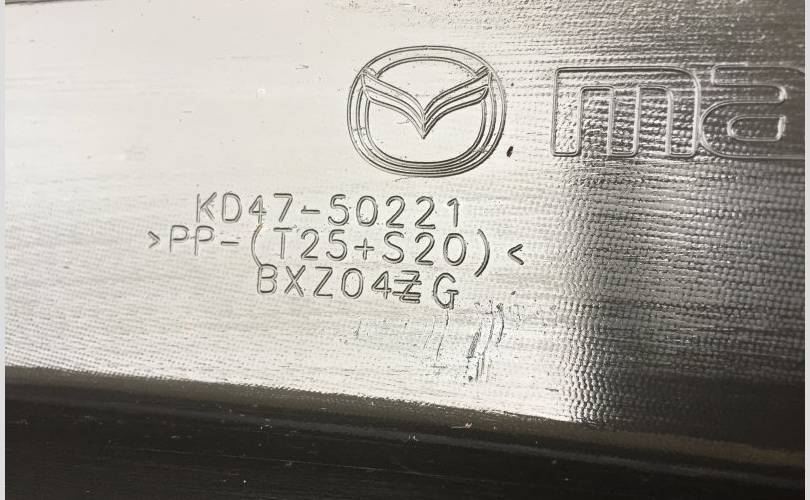 ma
KD47-50221
>PP-(T25+S20)<
BXZ04 G